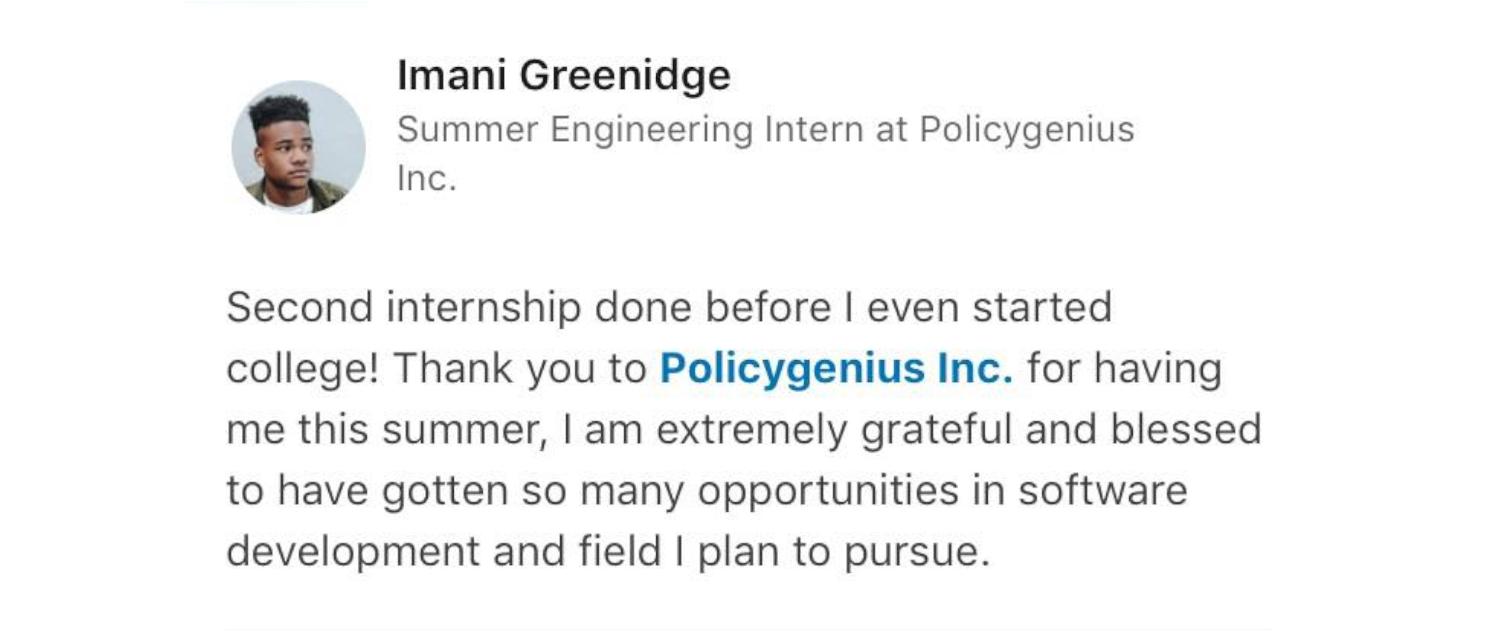 Imani Greenidge
Summer Engineering Intern at Policygenius
Inc.
Second internship done before I even started
college! Thank you to Policygenius Inc. for having
me this summer, I am extremely grateful and blessed
to have gotten so many opportunities in software
development and field I plan to pursue.